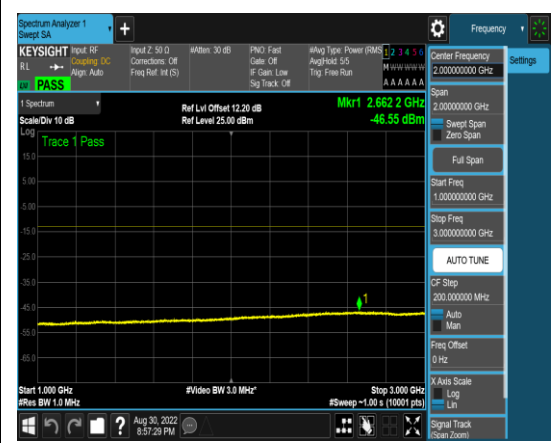 Spectrum Analyzer 1
Swept SA
+
Frequency
KEYSIGHT
RL
PASS
Input: RF
Coupling: DC
Align: Auto
Input Z: 50 Ω
Corrections: Off
Freq Ref: Int (S)
#Atten: 30 dB
PNO: Fast
Gate: Off
IF Gain: Low
Sig Track: Off
#Avg Type: Power (RMS
Avg|Hold: 5/5
Trig: Free Run
1 2 3 4 5 6
M W W W W W
A A A A A A
Center Frequency
2.000000000 GHz
Settings
Span
2.00000000 GHz
Swept Span
Zero Span
Full Span
Start Freq
1.000000000 GHz
Stop Freq
3.000000000 GHz
AUTO TUNE
CF Step
200.000000 MHz
Auto
Man
Freq Offset
0 Hz
X Axis Scale
Log
Lin
Signal Track
(Span Zoom)
1 Spectrum
Scale/Div 10 dB
Log
Ref Lvl Offset 12.20 dB
Ref Level 25.00 dBm
Mkr1 2.662 2 GHz
-46.55 dBm
Trace 1 Pass
15.0
5.00
-5.00
-15.0
-25.0
-35.0
-45.0
-55.0
-65.0
1
Start 1.000 GHz
#Res BW 1.0 MHz
#Video BW 3.0 MHz*
Stop 3.000 GHz
#Sweep ~1.00 s (10001 pts)
?
Aug 30, 2022
8:57:29 PM